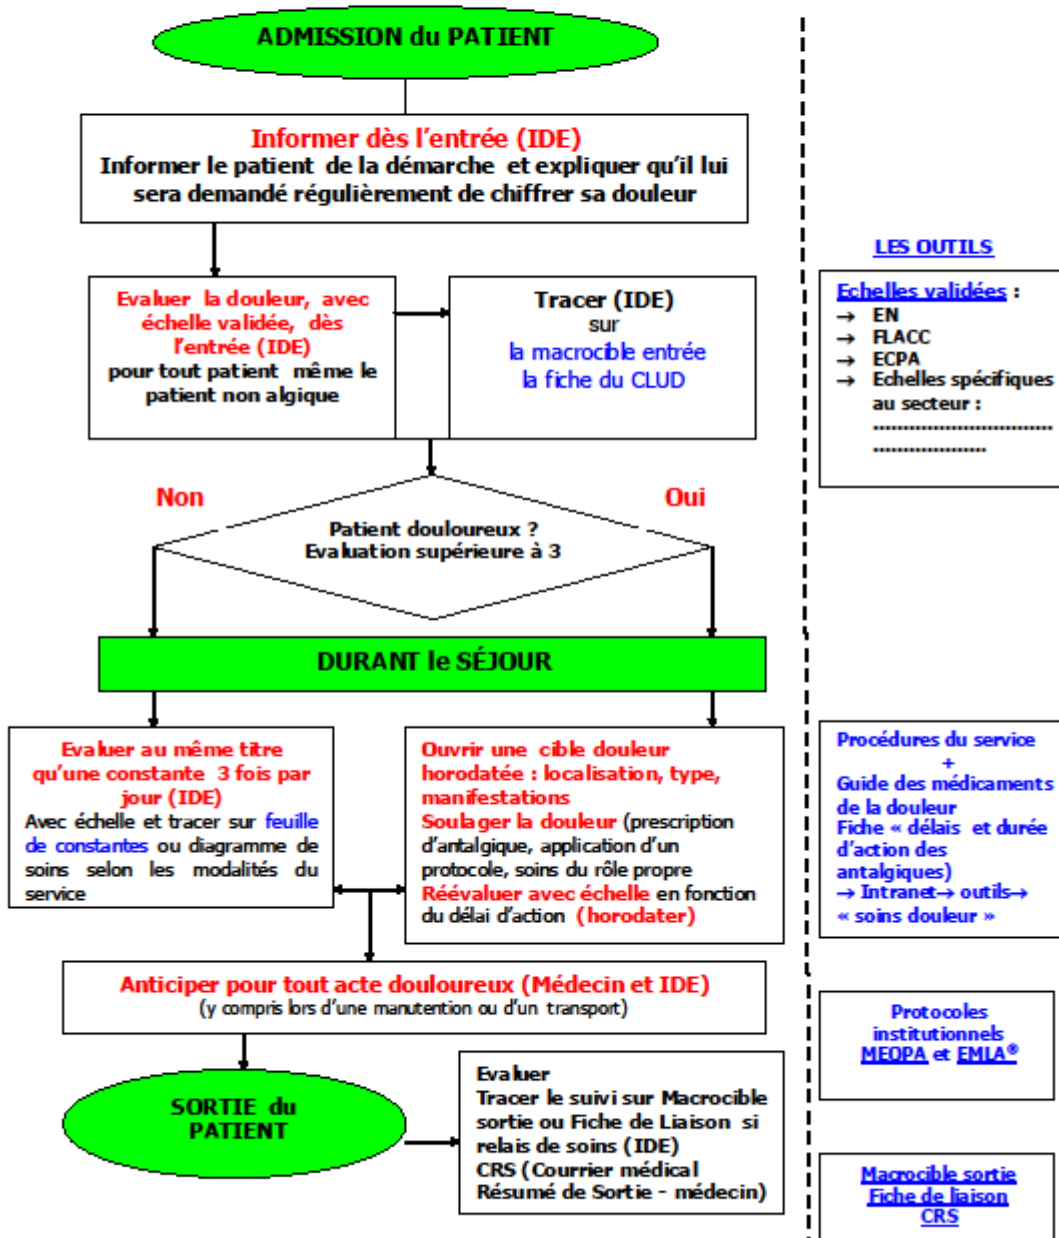 ADMISSION du PATIENT
Informer dès l'entrée (IDE)
Informer le patient de la démarche et expliquer qu'il lui
sera demandé régulièrement de chiffrer sa douleur
Evaluer la douleur, avec
échelle validée, dès
l'entrée (IDE)
pour tout patient même le
patient non algique
Tracer (IDE)
sur
la macrocible entrée
la fiche du CLUD
LES OUTILS
Echelles validées :
→ EN
→ FLACC
→ ECPA
→ Echelles spécifiques
au secteur :
..............................
...................
Non
Oui
Patient douloureux ?
Evaluation supérieure à 3
DURANT le SÉJOUR
Evaluer au même titre
qu'une constante 3 fois par
jour (IDE)
Avec échelle et tracer sur feuille
de constantes ou diagramme de
soins selon les modalités du
service
Ouvrir une cible douleur
horodatée : localisation, type,
manifestations
Soulager la douleur (prescription
d'antalgique, application d'un
protocole, soins du rôle propre
Réévaluer avec échelle en fonction
du délai d'action (horodater)
Procédures du service
+
Guide des médicaments
de la douleur
Fiche « délais et durée
d'action des
antalgiques)
→ Intranet→ outils→
« soins douleur »
Anticiper pour tout acte douloureux (Médecin et IDE)
(y compris lors d'une manutention ou d'un transport)
Protocoles
institutionnels
MEOPA et EMLA®
SORTIE du
PATIENT
Evaluer
Tracer le suivi sur Macrocible
sortie ou Fiche de Liaison si
relais de soins (IDE)
CRS (Courrier médical
Résumé de Sortie - médecin)
Macrocible sortie
Fiche de liaison
CRS